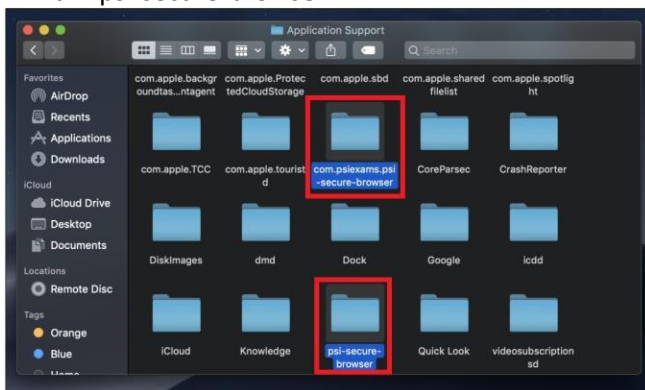 Application Support
Search
Favorites
AirDrop
Recents
Applications
Downloads
iCloud
iCloud Drive
Desktop
Documents
Locations
Remote Disc
Tags
Orange
Blue
com.apple.backgr
oundtas...ntagent
com.apple.Protec
tedCloudStorage
com.apple.sbd
com.apple.shared
filelist
com.apple.spotlig
ht
com.apple.TCC
com.apple.tourist
d
com.psiexams.psi
-secure-browser
CoreParsec
CrashReporter
DiskImages
dmd
Dock
Google
icdd
iCloud
Knowledge
psi-secure-
browser
Quick Look
videosubscription
sd